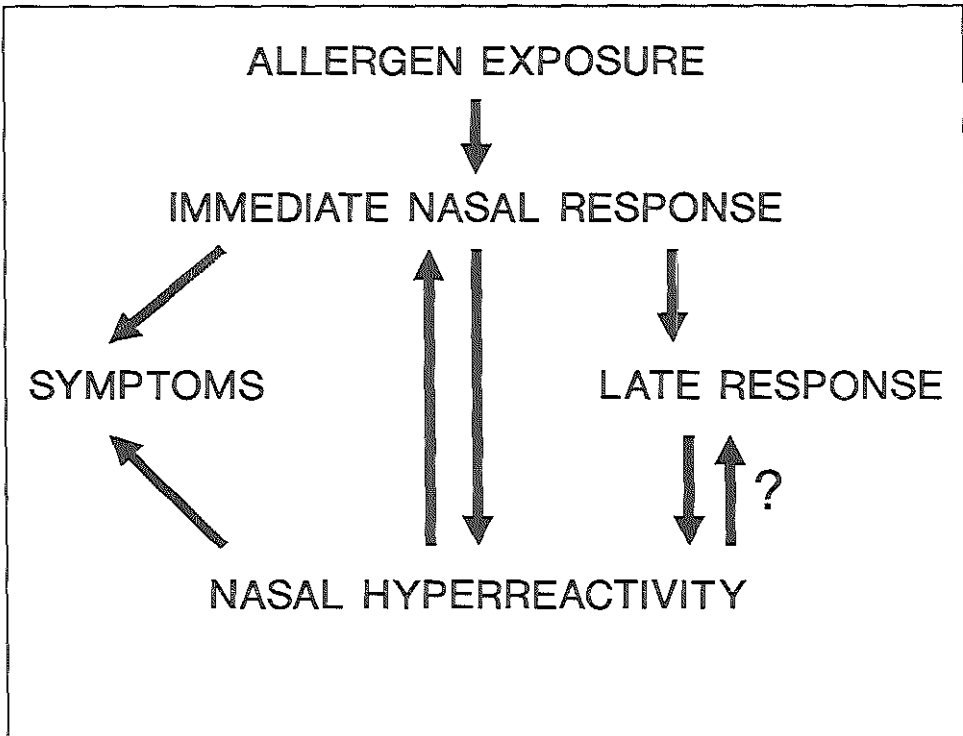 ALLERGEN EXPOSURE
IMMEDIATE NASAL RESPONSE
SYMPTOMS
LATE RESPONSE
?
NASAL HYPERREACTIVITY